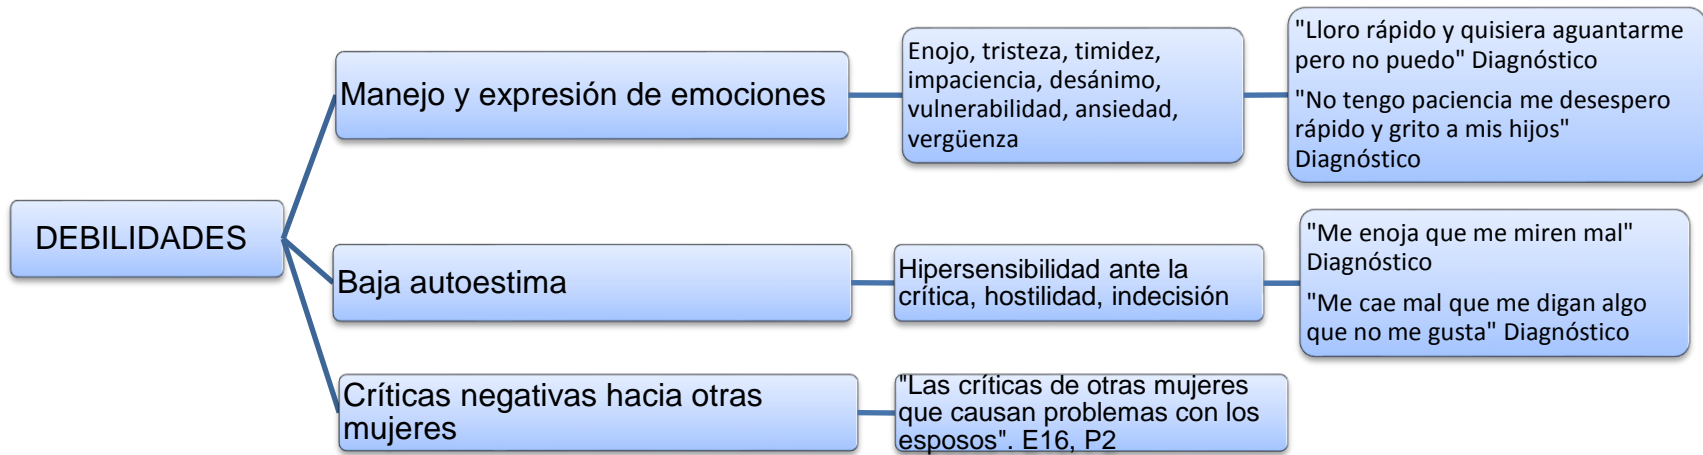 DEBILIDADES
Manejo y expresión de emociones
Enojo, tristeza, timidez,
impaciencia, desánimo,
vulnerabilidad, ansiedad,
vergüenza
"Lloro rápido y quisiera aguantarme
pero no puedo" Diagnóstico
"No tengo paciencia me desespero
rápido y grito a mis hijos"
Diagnóstico
Baja autoestima
Hipersensibilidad ante la
crítica, hostilidad, indecisión
"Me enoja que me miren mal"
Diagnóstico
"Me cae mal que me digan algo
que no me gusta" Diagnóstico
Críticas negativas hacia otras
mujeres
"Las críticas de otras mujeres
que causan problemas con los
esposos". E16, P2